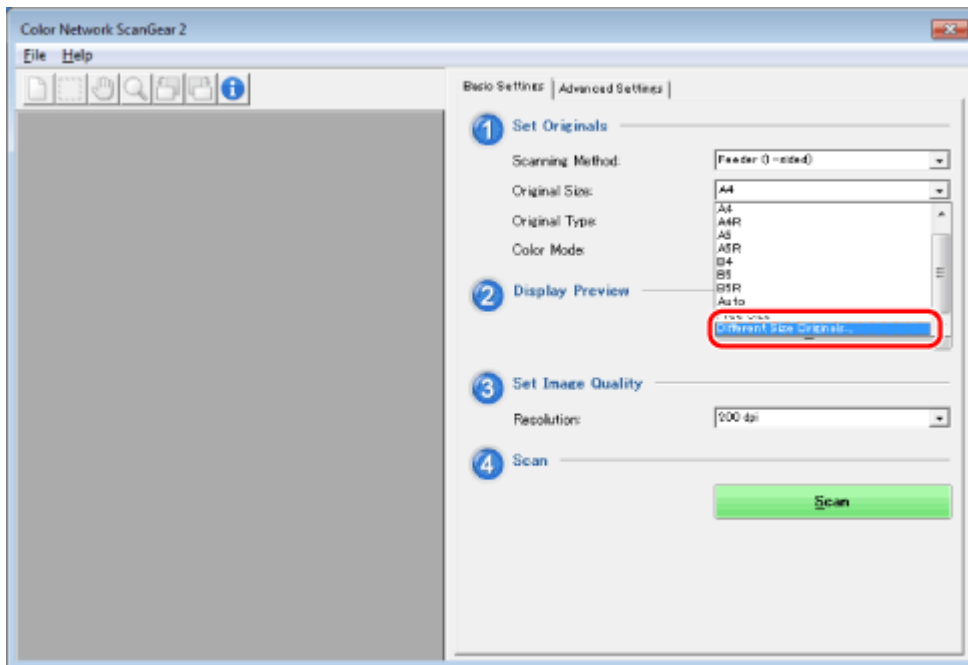 Color Network ScanGear 2
File Help
Basic Settings Advanced Settings
1 Set Originals
Scanning Method: Feeder (1-sided)
Original Size: A4
Original Type:
Color Mode:
A4
A4R
A5
A5R
B4
B5
B5R
Auto
Different Size Originals...
2 Display Preview
3 Set Image Quality
Resolution: 200 dpi
4 Scan
Scan